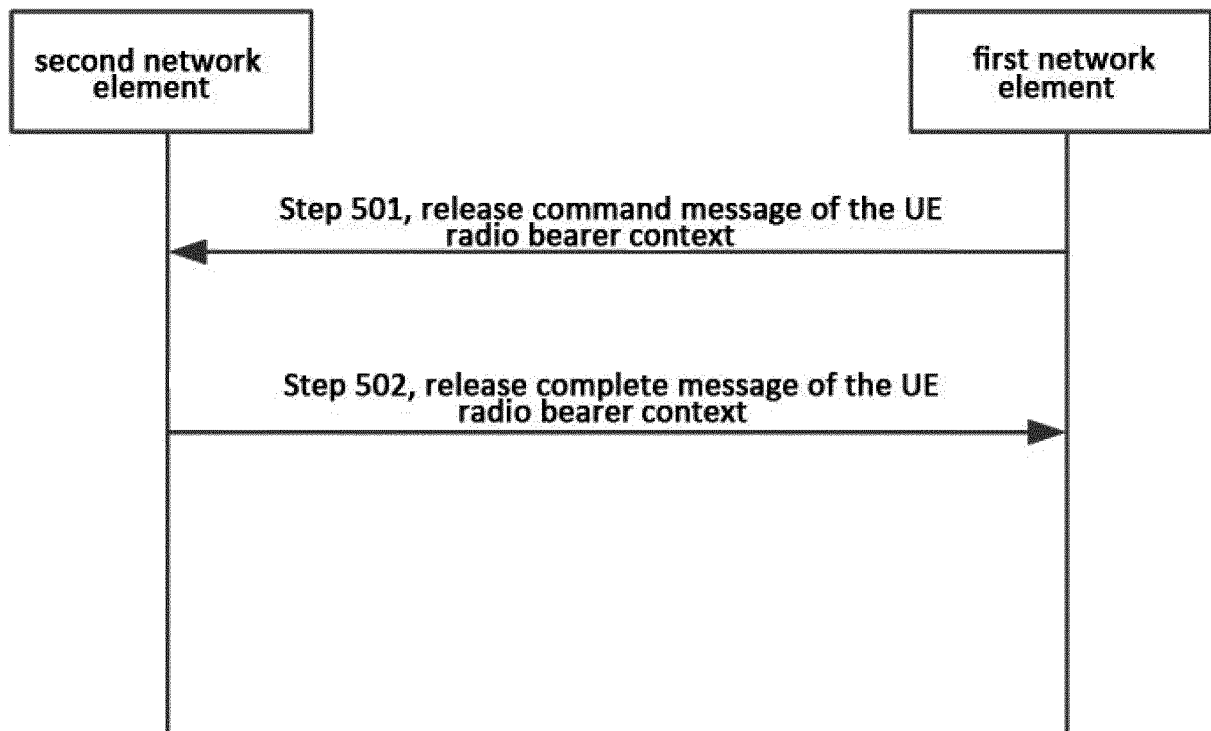 second network
element
first network
element
Step 501, release command message of the UE
radio bearer context
Step 502, release complete message of the UE
radio bearer context